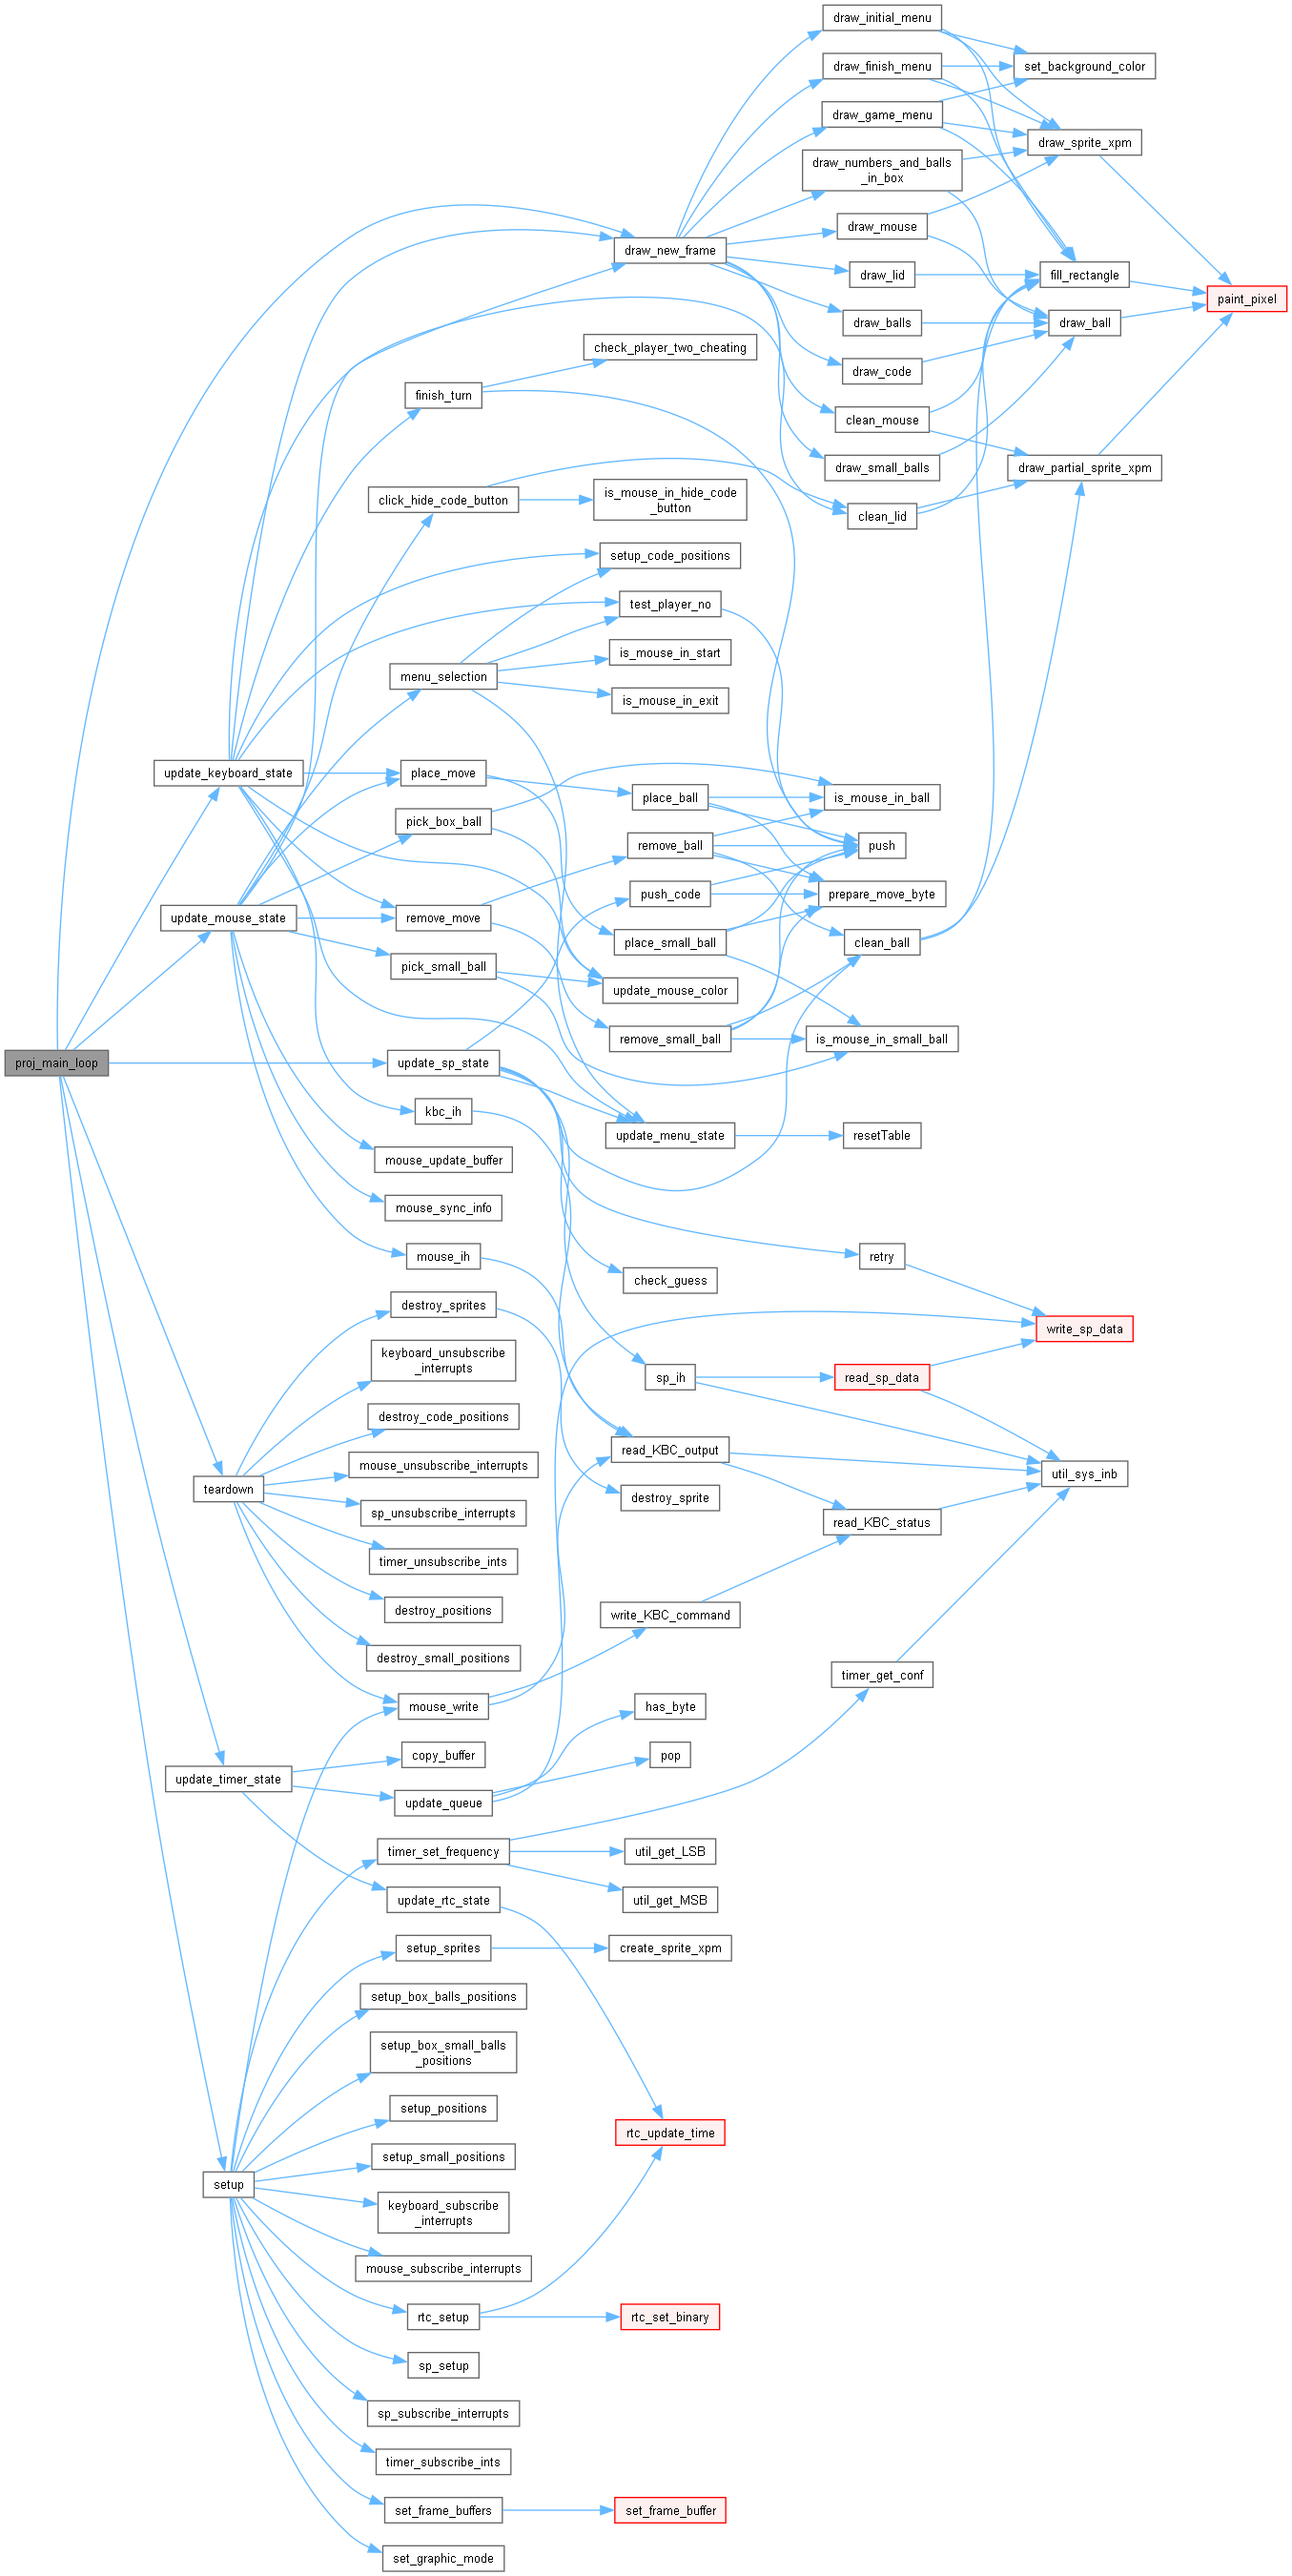 draw_initial_menu
draw_finish_menu
set_background_color
draw_game_menu
draw_sprite_xpm
draw_numbers_and_balls
_in_box
draw_mouse
draw_new_frame
draw_lid
fill_rectangle
paint_pixel
draw_balls
draw_ball
check_player_two_cheating
draw_code
finish_turn
clean_mouse
draw_small_balls
draw_partial_sprite_xpm
click_hide_code_button
is_mouse_in_hide_code
_button
clean_lid
setup_code_positions
test_player_no
is_mouse_in_start
menu_selection
is_mouse_in_exit
update_keyboard_state
place_move
place_ball
is_mouse_in_ball
pick_box_ball
remove_ball
push
push_code
prepare_move_byte
update_mouse_state
remove_move
place_small_ball
clean_ball
pick_small_ball
update_mouse_color
remove_small_ball
is_mouse_in_small_ball
proj_main_loop
update_sp_state
kbc_ih
update_menu_state
resetTable
mouse_update_buffer
mouse_sync_info
mouse_ih
retry
check_guess
destroy_sprites
write_sp_data
keyboard_unsubscribe
_interrupts
sp_ih
read_sp_data
destroy_code_positions
read_KBC_output
mouse_unsubscribe_interrupts
util_sys_inb
teardown
destroy_sprite
sp_unsubscribe_interrupts
read_KBC_status
timer_unsubscribe_ints
destroy_positions
write_KBC_command
destroy_small_positions
timer_get_conf
mouse_write
has_byte
copy_buffer
pop
update_timer_state
update_queue
timer_set_frequency
util_get_LSB
update_rtc_state
util_get_MSB
setup_sprites
create_sprite_xpm
setup_box_balls_positions
setup_box_small_balls
_positions
setup_positions
rtc_update_time
setup_small_positions
setup
keyboard_subscribe
_interrupts
mouse_subscribe_interrupts
rtc_setup
rtc_set_binary
sp_setup
sp_subscribe_interrupts
timer_subscribe_ints
set_frame_buffers
set_frame_buffer
set_graphic_mode